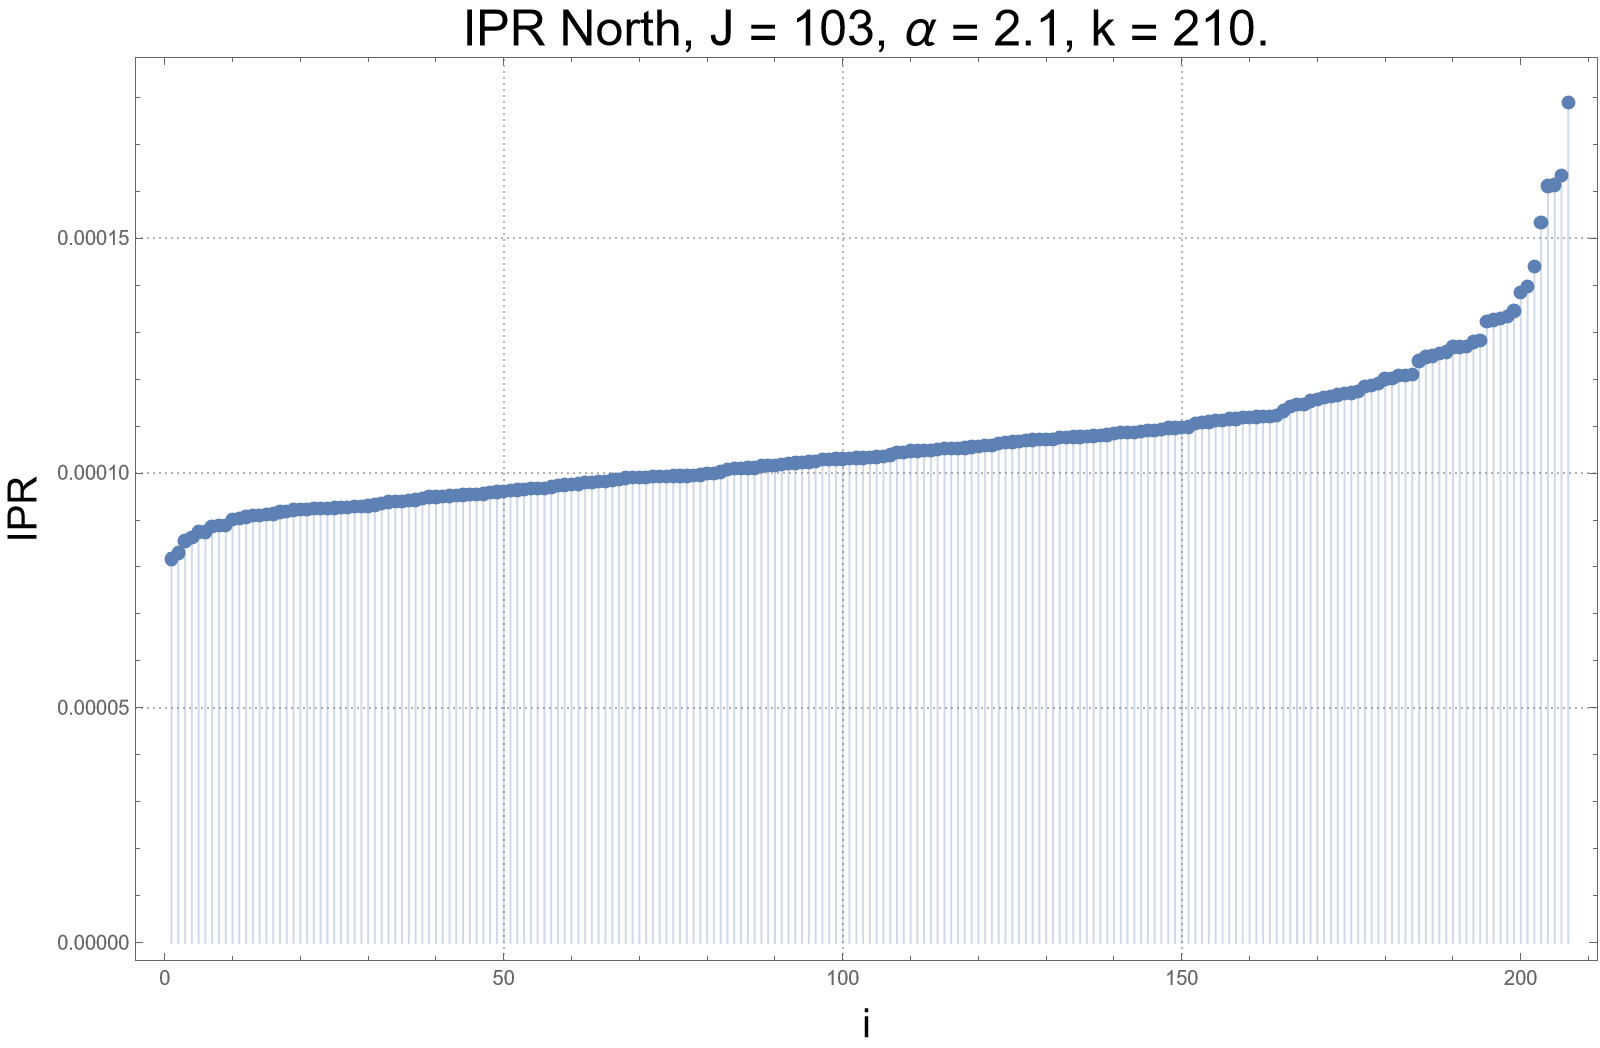 IPR North, J = 103, α = 2.1, k = 210.
IPR
0.00015
0.00010
0.00005
0.00000
0 50 100 150 200
i